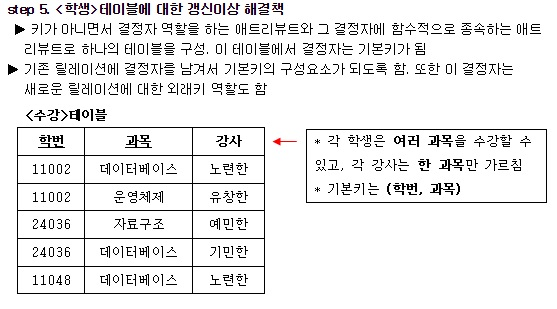 step 5. <학생>테이블에 대한 갱신이상 해결책
▶ 키가 아니면서 결정자 역할을 하는 애트리뷰트와 그 결정자에 함수적으로 종속하는 애트
리뷰트로 하나의 테이블을 구성. 이 테이블에서 결정자는 기본키가 됨
▶ 기존 릴레이션에 결정자를 남겨서 기본키의 구성요소가 되도록 함. 또한 이 결정자는
새로운 릴레이션에 대한 외래키 역할도 함
<수강>테이블
학번 과목 강사
11002 데이터베이스 노련한
11002 운영체제 유창한
24036 자료구조 예민한
24036 데이터베이스 기민한
11048 데이터베이스 노련한
* 각 학생은 여러 과목을 수강할 수
있고, 각 강사는 한 과목만 가르침
* 기본키는 (학번, 과목)